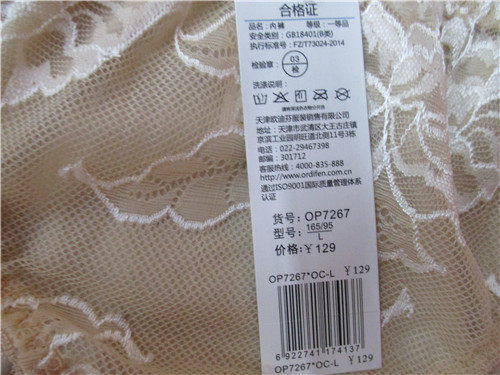 合格证
品名：内裤 等级：一等品
安全类别：GB18401(B类)
执行标准号：FZ/T73024-2014
检验章：
03
检
洗涤说明：
天津欧迪芬服装销售有限公司
地址：天津市武清区大王古庄镇
京滨工业园明旺道北侧11号3号
电话：022-29467398
邮编：301712
客服热线：4000-835-888
http://www.ordifen.com
通过ISO9001国际质量管理体系
认证
货号：OP7267
型号：165/95
L
价格：￥129
OP7267*OC-L ￥129
6 922741 174137
OP7267*OC-L ￥129